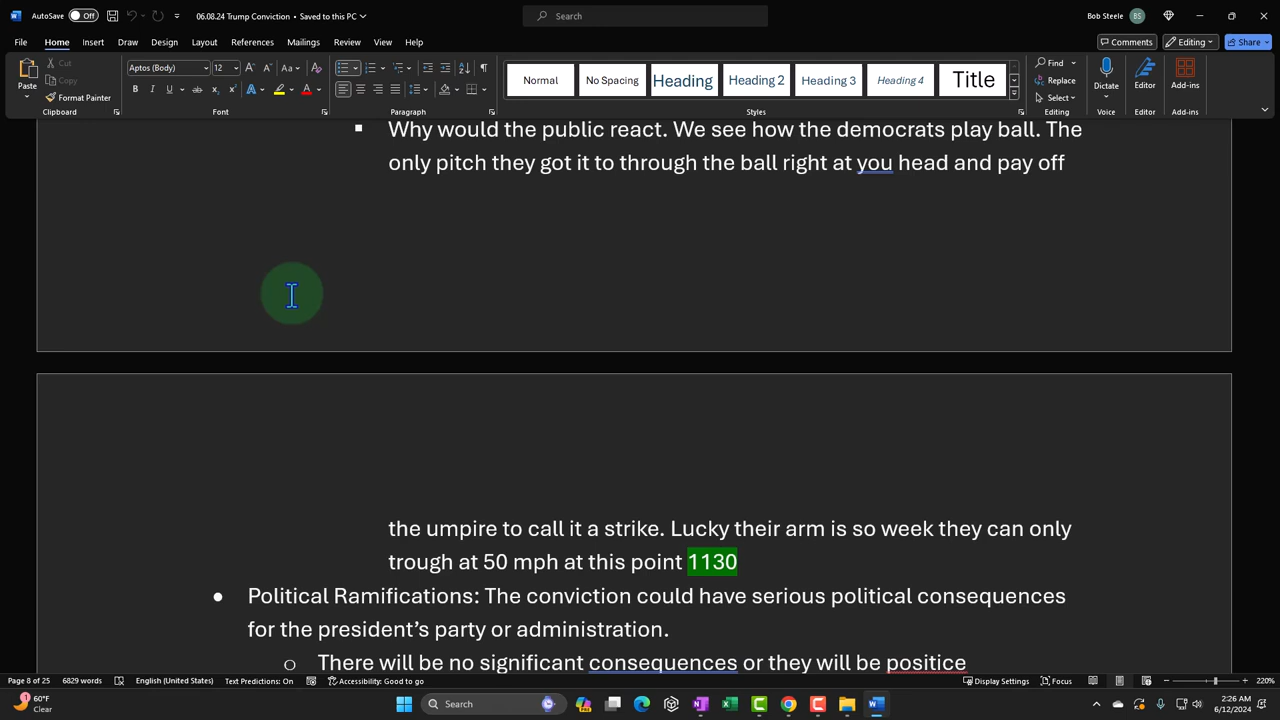 AutoSave Off 06.08.24 Trump Conviction • Saved to this PC Search Bob Steele BS
File Home Insert Draw Design Layout References Mailings Review View Help Comments Editing Share
Paste Cut Copy Format Painter
Aptos (Body) 12
Normal No Spacing Heading Heading 2 Heading 3 Heading 4 Title
Find Replace Select Dictate Editor Add-ins
Clipboard Font Paragraph Styles Editing Voice Editor Add-ins
▪ Why would the public react. We see how the democrats play ball. The
only pitch they got it to through the ball right at you head and pay off
the umpire to call it a strike. Lucky their arm is so week they can only
trough at 50 mph at this point 1130
● Political Ramifications: The conviction could have serious political consequences
for the president’s party or administration.
o There will be no significant consequences or they will be positice
Page 8 of 25 6829 words English (United States) Text Predictions: On Accessibility: Good to go Display Settings Focus 220%
60°F
Clear
Search
2:26 AM
6/12/2024